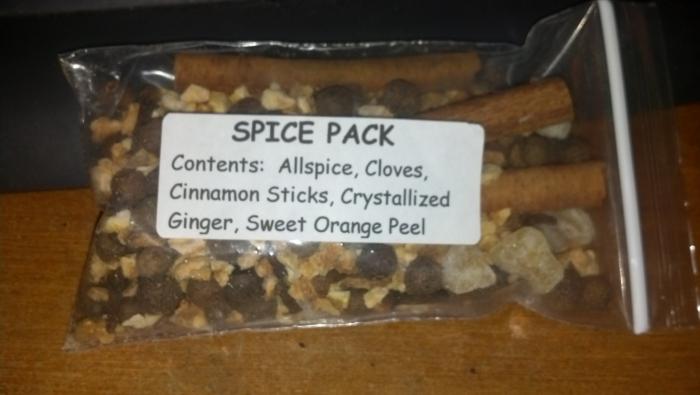 SPICE PACK
Contents: Allspice, Cloves,
Cinnamon Sticks, Crystallized
Ginger, Sweet Orange Peel